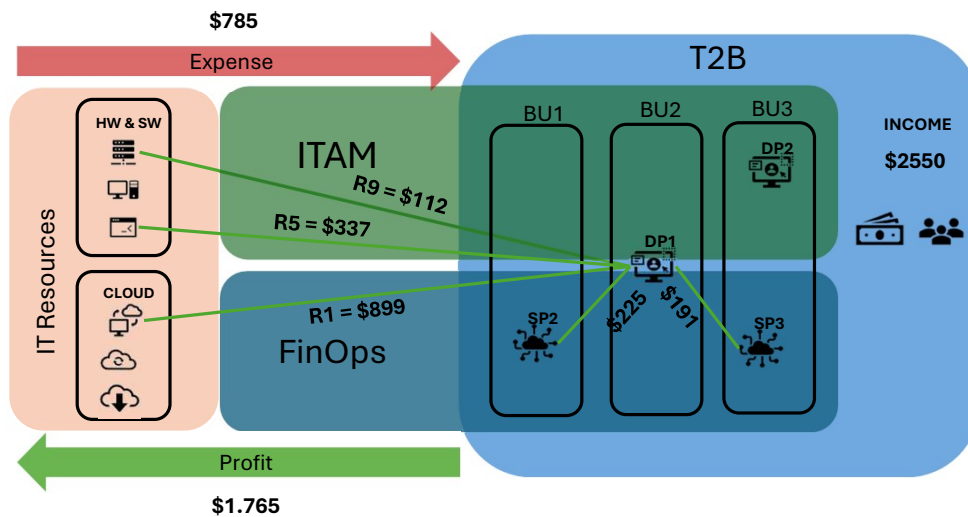 $785
Expense
T2B
HW & SW
ITAM
BU1
BU2
BU3
DP2
INCOME
$2550
R9 = $112
R5 = $337
IT Resources
DP1
CLOUD
R1 = $899
$225
$191
FinOps
SP2
SP3
Profit
$1.765